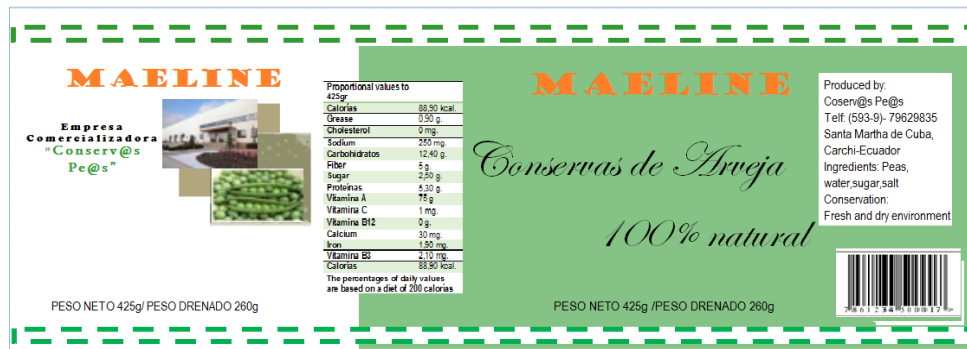 MAELINE
Empresa
Comercializadora
“Conserv@s
Pe@s”
PESO NETO 425g/ PESO DRENADO 260g
Proportional values to
425gr
Calorías 88,90 kcal.
Grease 0,90 g.
Cholesterol 0 mg.
Sodium 250 mg.
Carbohidratos 12,40 g.
Fiber 5 g.
Sugar 2,50 g.
Proteinas 5,30 g.
Vitamina A 75 g
Vitamina C 1 mg.
Vitamina B12 0 g.
Calcium 30 mg.
Iron 1,90 mg.
Vitamina B3 2,10 mg.
Calorías 88,90 kcal.
The percentages of daily values
are based on a diet of 200 calorías
MAELINE
Conservas de Arveja
100% natural
PESO NETO 425g /PESO DRENADO 260g
Produced by:
Coserv@s Pe@s
Telf: (593-9)- 79629835
Santa Martha de Cuba,
Carchi-Ecuador
Ingredients: Peas,
water,sugar,salt
Conservation:
Fresh and dry environment
7 861234 500017 >